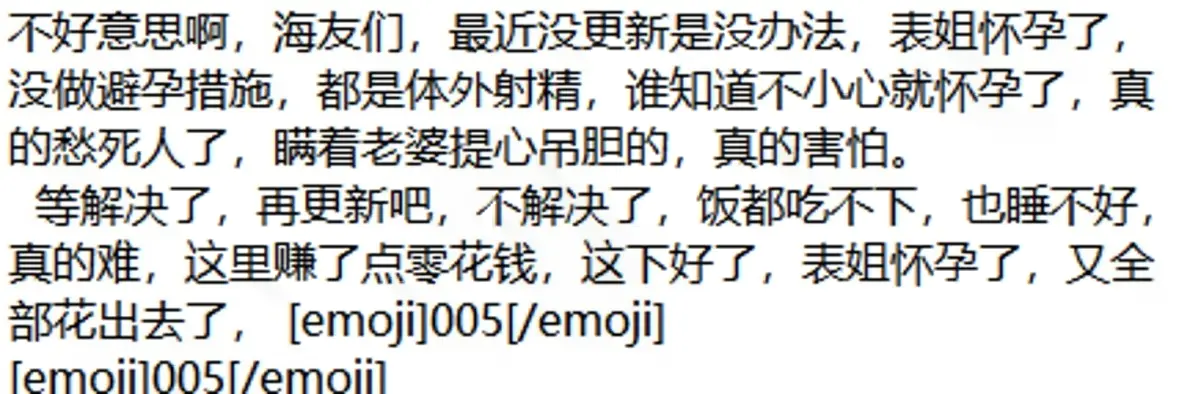 不好意思啊，海友们，最近没更新是没办法，表姐怀孕了，
没做避孕措施，都是体外射精，谁知道不小心就怀孕了，真
的愁死人了，瞒着老婆提心吊胆的，真的害怕。
等解决了，再更新吧，不解决了，饭都吃不下，也睡不好，
真的难，这里赚了点零花钱，这下好了，表姐怀孕了，又全
部花出去了， [emoji]005[/emoji]
[emoji]005[/emoji]